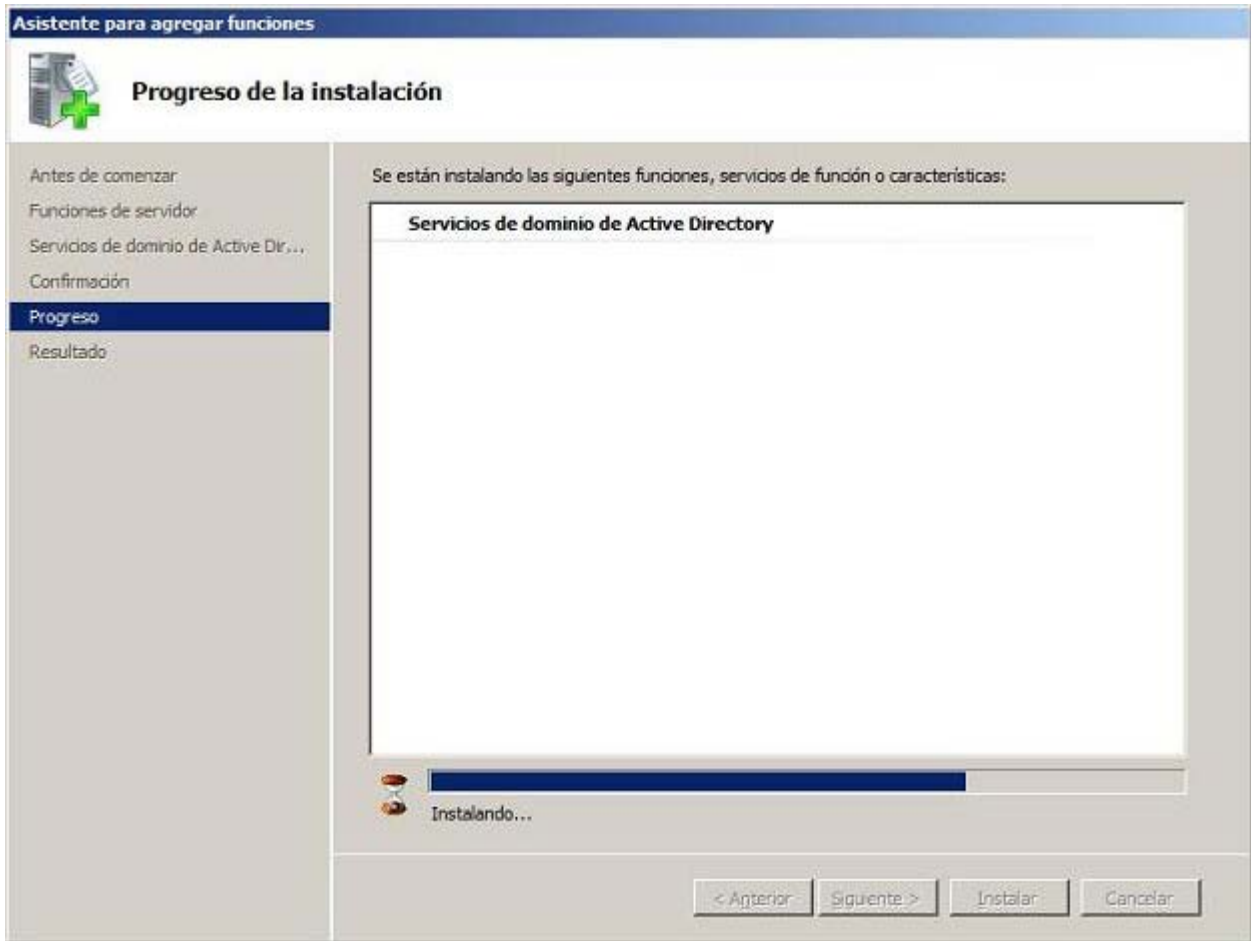 Asistente para agregar funciones
Progreso de la instalación
Antes de comenzar
Funciones de servidor
Servicios de dominio de Active Dir...
Confirmación
Progreso
Resultado
Se están instalando las siguientes funciones, servicios de función o características:
Servicios de dominio de Active Directory
Instalando...
< Anterior
Siguiente >
Instalar
Cancelar